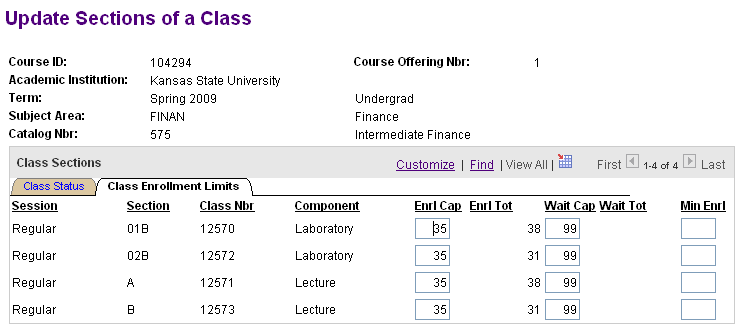 Update Sections of a Class
Course ID: 104294 Course Offering Nbr: 1
Academic Institution: Kansas State University
Term: Spring 2009 Undergrad
Subject Area: FINAN Finance
Catalog Nbr: 575 Intermediate Finance
Class Sections Customize | Find | View All | First 1-4 of 4 Last
Class Status Class Enrollment Limits
Session Section Class Nbr Component Enrl Cap Enrl Tot Wait Cap Wait Tot Min Enrl
Regular 01B 12570 Laboratory 35 38 99
Regular 02B 12572 Laboratory 35 31 99
Regular A 12571 Lecture 35 38 99
Regular B 12573 Lecture 35 31 99